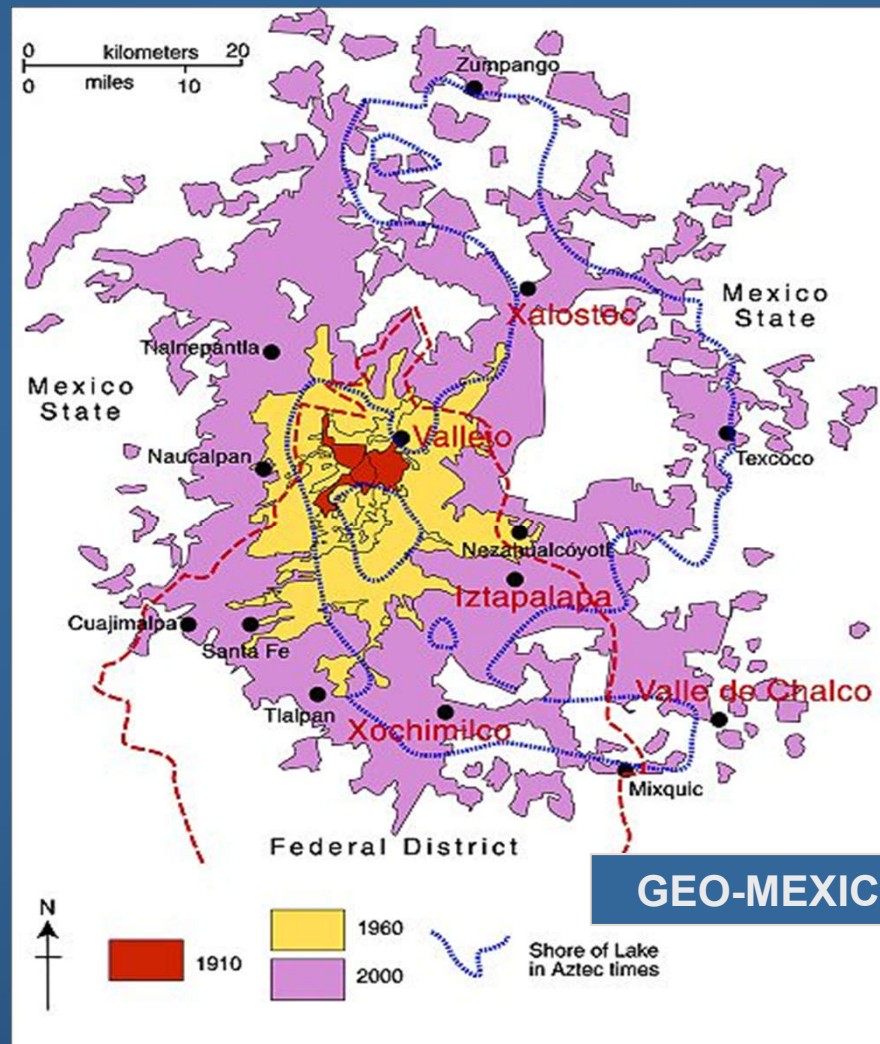 0 kilometers 20
0 miles 10
Zumpango
Xalostoc
Mexico
State
Tlalnepantla
Mexico
State
Vallejo
Naucalpan
Texcoco
Nezahualcóyotl
Iztapalapa
Cuajimalpa
Santa Fe
Valle de Chalco
Tlalpan
Xochimilco
Mixquic
Federal District
GEO-MEXIC
N
1910
1960
2000
Shore of Lake
in Aztec times